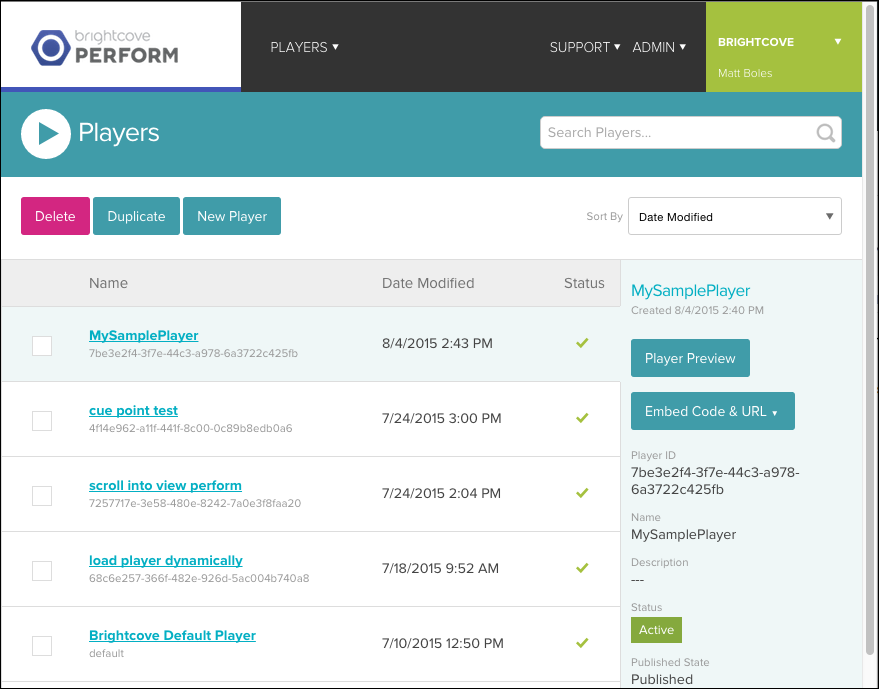 brightcove
PERFORM
PLAYERS ▼
SUPPORT ▼
ADMIN ▼
BRIGHTCOVE ▼
Matt Boles
Players
Search Players...
Delete
Duplicate
New Player
Sort By
Date Modified ▼
Name
Date Modified
Status
MySamplePlayer
7be3e2f4-3f7e-44c3-a978-6a3722c425fb
8/4/2015 2:43 PM
cue point test
4f14e962-a11f-441f-8c00-0c89b8edb0a6
7/24/2015 3:00 PM
scroll into view perform
7257717e-3e58-480e-8242-7a0e3f8faa20
7/24/2015 2:04 PM
load player dynamically
68c6e257-366f-482e-926d-5ac004b740a8
7/18/2015 9:52 AM
Brightcove Default Player
default
7/10/2015 12:50 PM
MySamplePlayer
Created 8/4/2015 2:40 PM
Player Preview
Embed Code & URL ▼
Player ID
7be3e2f4-3f7e-44c3-a978-
6a3722c425fb
Name
MySamplePlayer
Description
---
Status
Active
Published State
Published